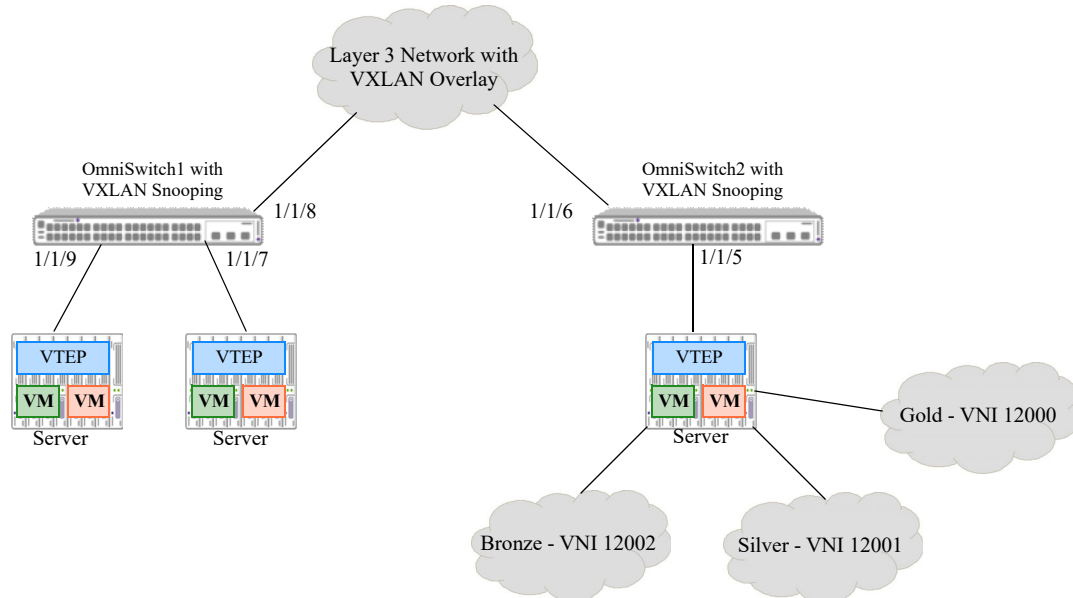 Layer 3 Network with
VXLAN Overlay
OmniSwitch1 with
VXLAN Snooping
OmniSwitch2 with
VXLAN Snooping
1/1/8
1/1/6
1/1/9
1/1/7
1/1/5
VTEP
VM
VM
Server
VTEP
VM
VM
Server
VTEP
VM
VM
Server
Gold - VNI 12000
Bronze - VNI 12002
Silver - VNI 12001